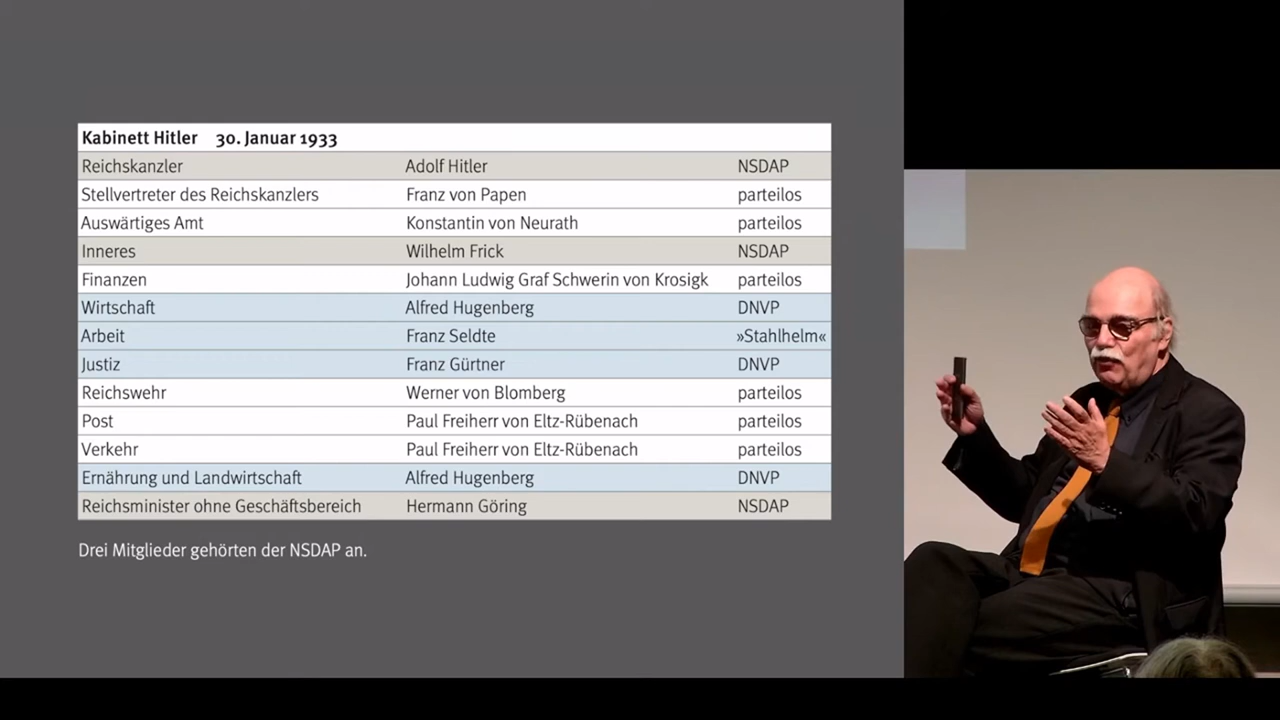 Kabinett Hitler 30. Januar 1933
Reichskanzler Adolf Hitler NSDAP
Stellvertreter des Reichskanzlers Franz von Papen parteilos
Auswärtiges Amt Konstantin von Neurath parteilos
Inneres Wilhelm Frick NSDAP
Finanzen Johann Ludwig Graf Schwerin von Krosigk parteilos
Wirtschaft Alfred Hugenberg DNVP
Arbeit Franz Seldte »Stahlhelm«
Justiz Franz Gürtner DNVP
Reichswehr Werner von Blomberg parteilos
Post Paul Freiherr von Eltz-Rübenach parteilos
Verkehr Paul Freiherr von Eltz-Rübenach parteilos
Ernährung und Landwirtschaft Alfred Hugenberg DNVP
Reichsminister ohne Geschäftsbereich Hermann Göring NSDAP
Drei Mitglieder gehörten der NSDAP an.